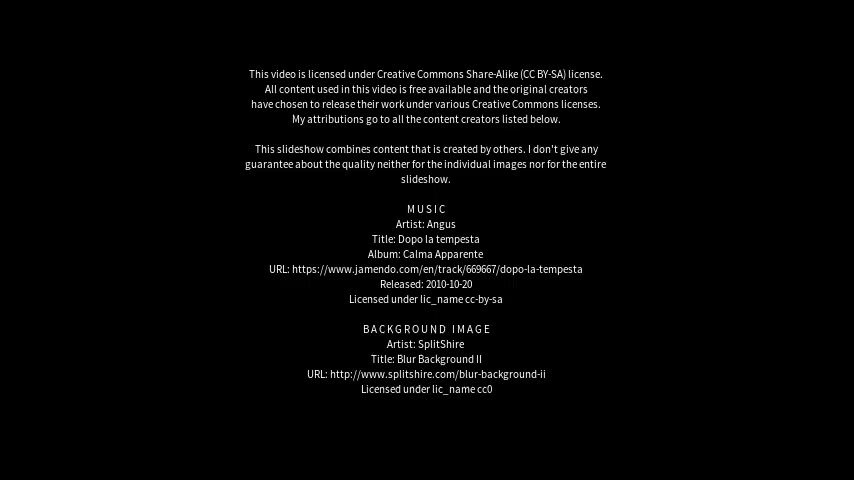 This video is licensed under Creative Commons Share-Alike (CC BY-SA) license.
All content used in this video is free available and the original creators
have chosen to release their work under various Creative Commons licenses.
My attributions go to all the content creators listed below.
This slideshow combines content that is created by others. I don't give any
guarantee about the quality neither for the individual images nor for the entire
slideshow.
MUSIC
Artist: Angus
Title: Dopo la tempesta
Album: Calma Apparente
URL: https://www.jamendo.com/en/track/669667/dopo-la-tempesta
Released: 2010-10-20
Licensed under lic_name cc-by-sa
BACKGROUND IMAGE
Artist: SplitShire
Title: Blur Background II
URL: http://www.splitshire.com/blur-background-ii
Licensed under lic_name cc0